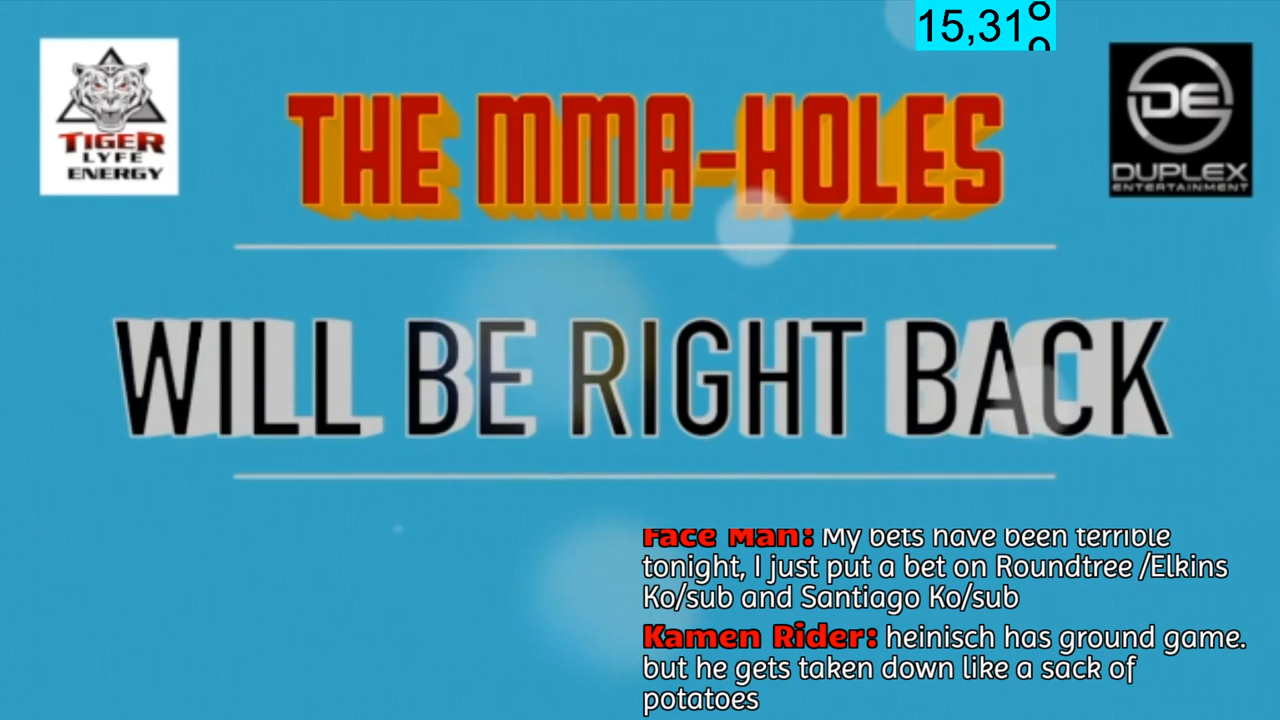 15,31
TIGER
LYFE
ENERGY
THE MMA-HOLES
DE
DUPLEX
ENTERTAINMENT
WILL BE RIGHT BACK
Face Man: My bets have been terrible
tonight, I just put a bet on Roundtree /Elkins
Ko/sub and Santiago Ko/sub
Kamen Rider: heinisch has ground game.
but he gets taken down like a sack of
potatoes